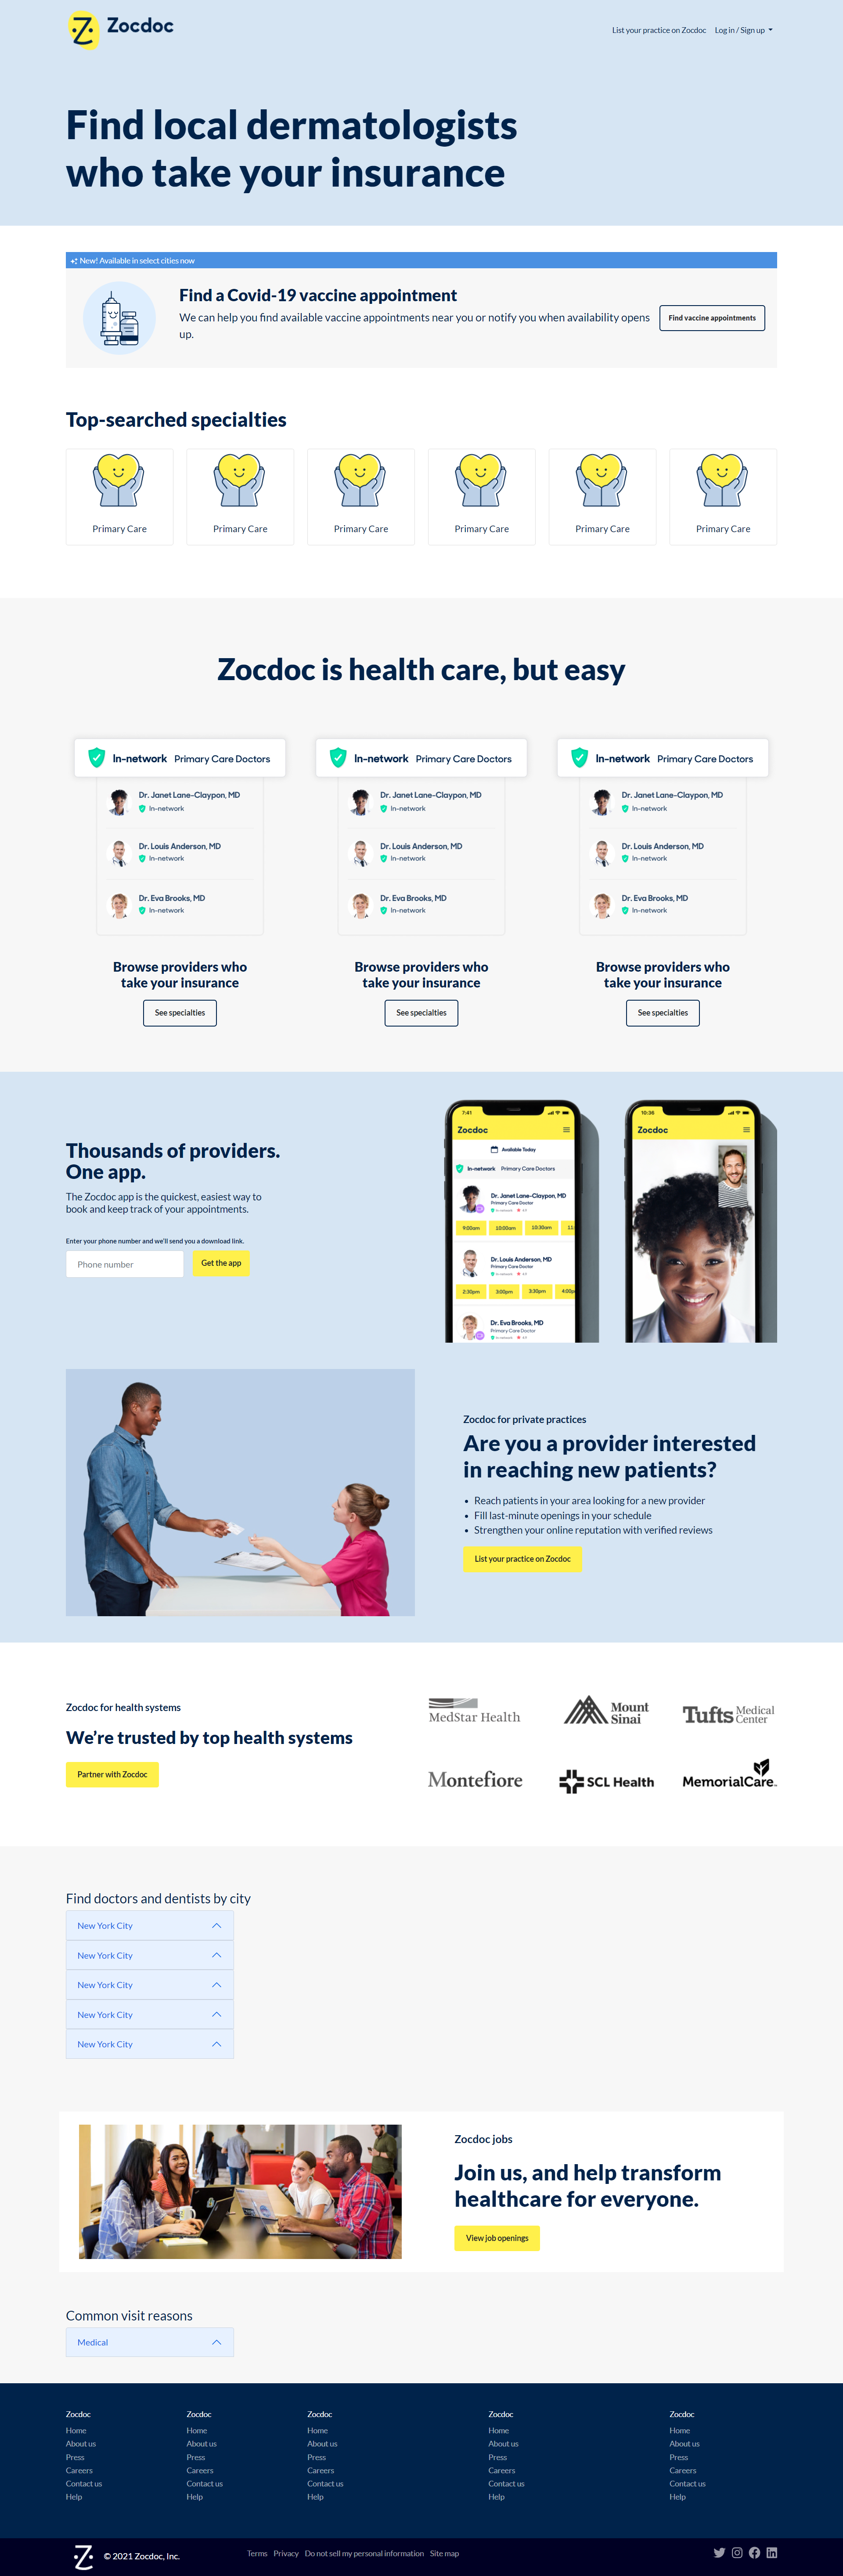 Zocdoc
List your practice on Zocdoc
Log in / Sign up
Find local dermatologists
who take your insurance
New! Available in select cities now
Find a Covid-19 vaccine appointment
We can help you find available vaccine appointments near you or notify you when availability opens
up.
Find vaccine appointments
Top-searched specialties
Primary Care
Primary Care
Primary Care
Primary Care
Primary Care
Primary Care
Zocdoc is health care, but easy
In-network Primary Care Doctors
Dr. Janet Lane-Claypon, MD
In-network
Dr. Louis Anderson, MD
In-network
Dr. Eva Brooks, MD
In-network
Browse providers who
take your insurance
See specialties
In-network Primary Care Doctors
Dr. Janet Lane-Claypon, MD
In-network
Dr. Louis Anderson, MD
In-network
Dr. Eva Brooks, MD
In-network
Browse providers who
take your insurance
See specialties
In-network Primary Care Doctors
Dr. Janet Lane-Claypon, MD
In-network
Dr. Louis Anderson, MD
In-network
Dr. Eva Brooks, MD
In-network
Browse providers who
take your insurance
See specialties
Thousands of providers.
One app.
The Zocdoc app is the quickest, easiest way to
book and keep track of your appointments.
Enter your phone number and we'll send you a download link.
Phone number
Get the app
7:41
Zocdoc
Available Today
In-network Primary Care Doctors
Dr. Janet Lane-Claypon, MD
Primary Care Doctor
In-network
9:00am 10:00am 10:30am 11:
Dr. Louis Anderson, MD
Primary Care Doctor
In-network
2:30pm 3:00pm 3:30pm 4:00
Dr. Eva Brooks, MD
Primary Care Doctor
In-network
10:36
Zocdoc
Zocdoc for private practices
Are you a provider interested
in reaching new patients?
• Reach patients in your area looking for a new provider
• Fill last-minute openings in your schedule
• Strengthen your online reputation with verified reviews
List your practice on Zocdoc
Zocdoc for health systems
We’re trusted by top health systems
Partner with Zocdoc
MedStar Health
Mount
Sinai
Tufts Medical
Center
Montefiore
SCL Health
MemorialCare
Find doctors and dentists by city
New York City
New York City
New York City
New York City
New York City
Zocdoc jobs
Join us, and help transform
healthcare for everyone.
View job openings
Common visit reasons
Medical
Zocdoc
Home
About us
Press
Careers
Contact us
Help
Zocdoc
Home
About us
Press
Careers
Contact us
Help
Zocdoc
Home
About us
Press
Careers
Contact us
Help
Zocdoc
Home
About us
Press
Careers
Contact us
Help
Zocdoc
Home
About us
Press
Careers
Contact us
Help
© 2021 Zocdoc, Inc.
Terms Privacy Do not sell my personal information Site map